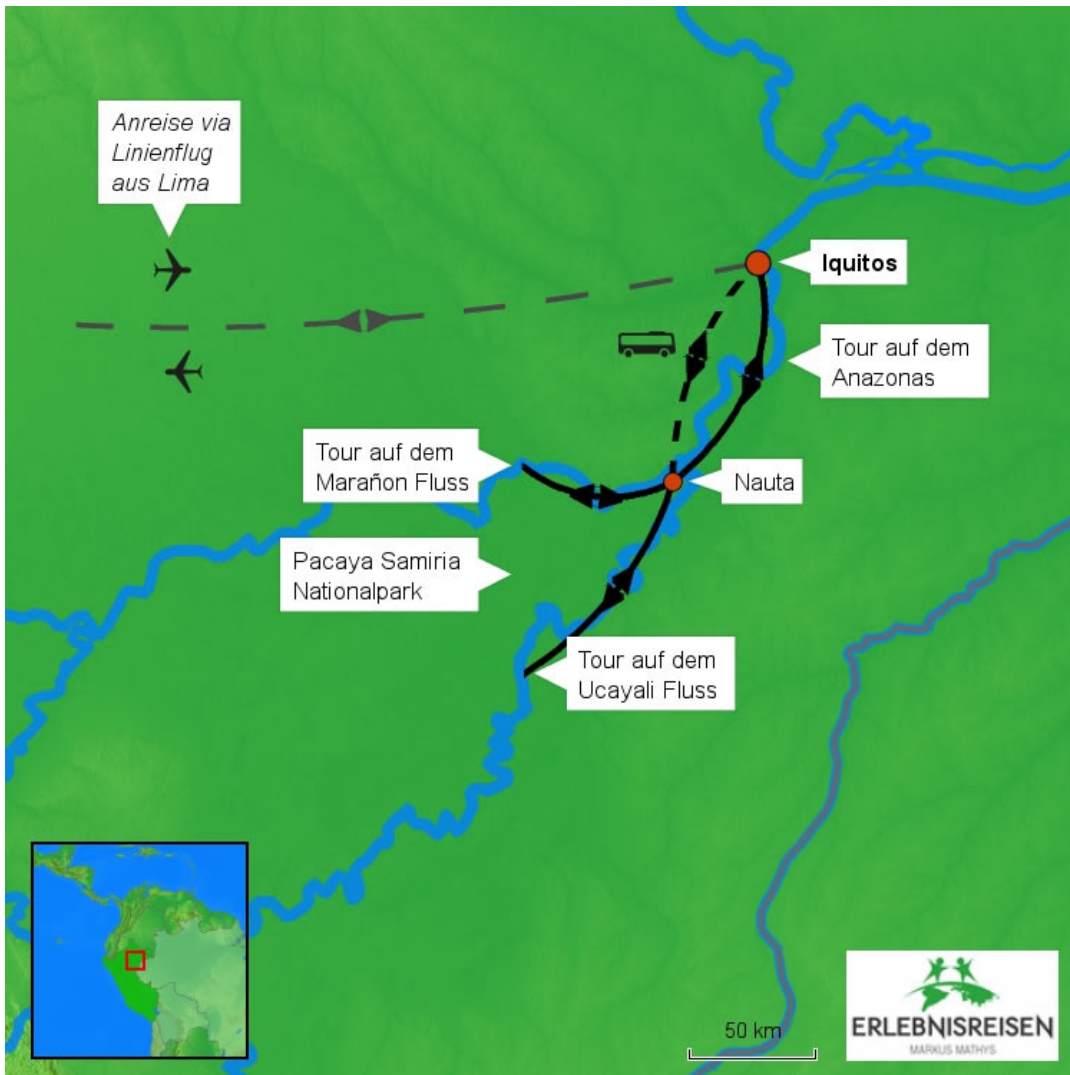 Anreise via
Linienflug
aus Lima
Iquitos
Tour auf dem
Anazonas
Tour auf dem
Marañon Fluss
Nauta
Pacaya Samiria
Nationalpark
Tour auf dem
Ucayali Fluss
50 km
ERLEBNISREISEN
MARKUS MATHYS